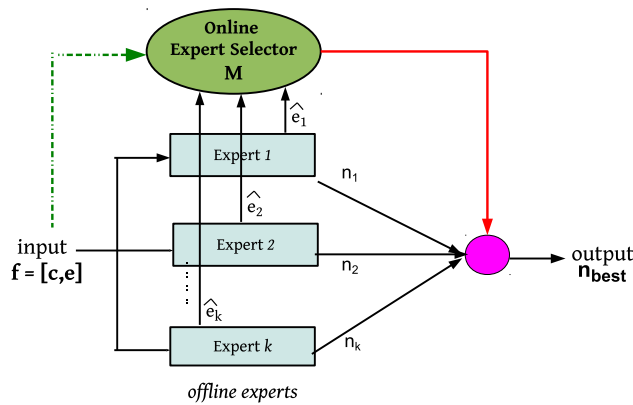 Online
Expert Selector
M
ê1
Expert 1
n1
ê2
Expert 2
n2
input
f = [c,e]
output
nbest
êk
Expert k
nk
offline experts